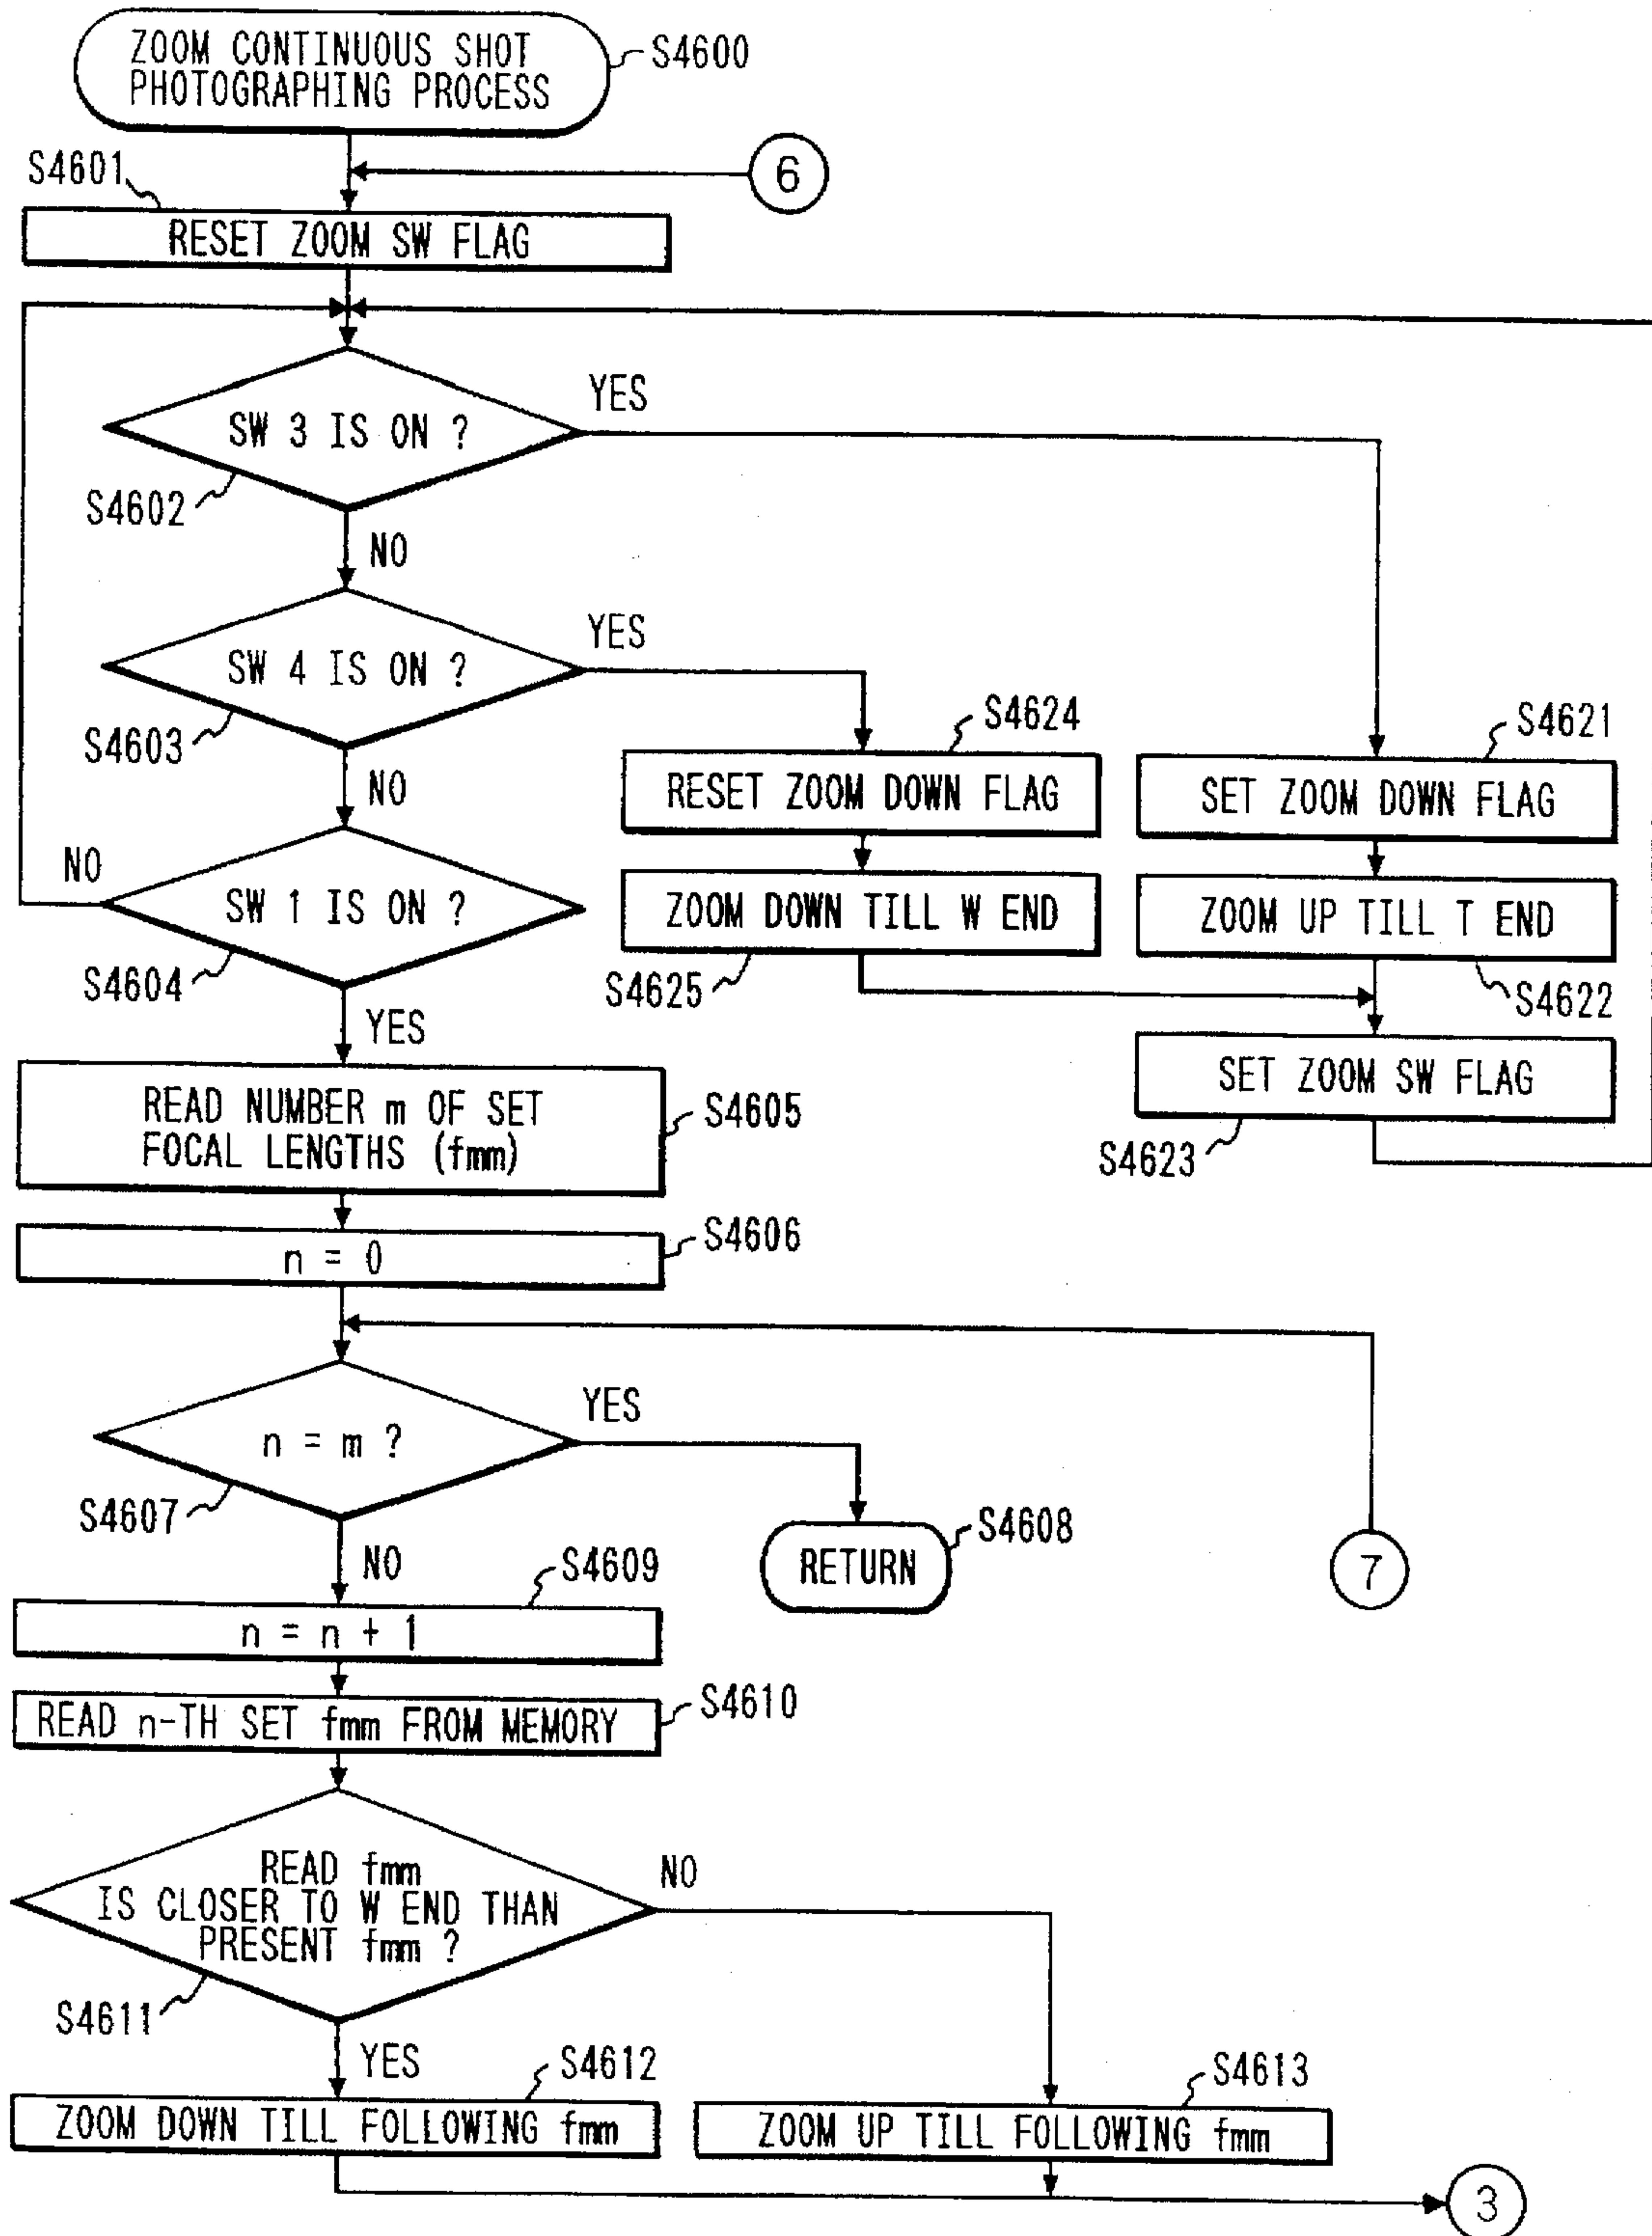 ZOOM CONTINUOUS SHOT
PHOTOGRAPHING PROCESS
S4600
6
S4601
RESET ZOOM SW FLAG
SW 3 IS ON ?
YES
S4602
NO
SW 4 IS ON ?
YES
S4603
NO
S4624
S4621
RESET ZOOM DOWN FLAG
SET ZOOM DOWN FLAG
NO
SW 1 IS ON ?
ZOOM DOWN TILL W END
ZOOM UP TILL T END
S4604
S4625
S4622
YES
SET ZOOM SW FLAG
S4623
READ NUMBER m OF SET
FOCAL LENGTHS (fmm)
S4605
n = 0
S4606
n = m ?
YES
S4607
RETURN
S4608
7
NO
S4609
n = n + 1
READ n-TH SET fmm FROM MEMORY
S4610
READ fmm
IS CLOSER TO W END THAN
PRESENT fmm ?
NO
S4611
YES
S4612
S4613
ZOOM DOWN TILL FOLLOWING fmm
ZOOM UP TILL FOLLOWING fmm
3